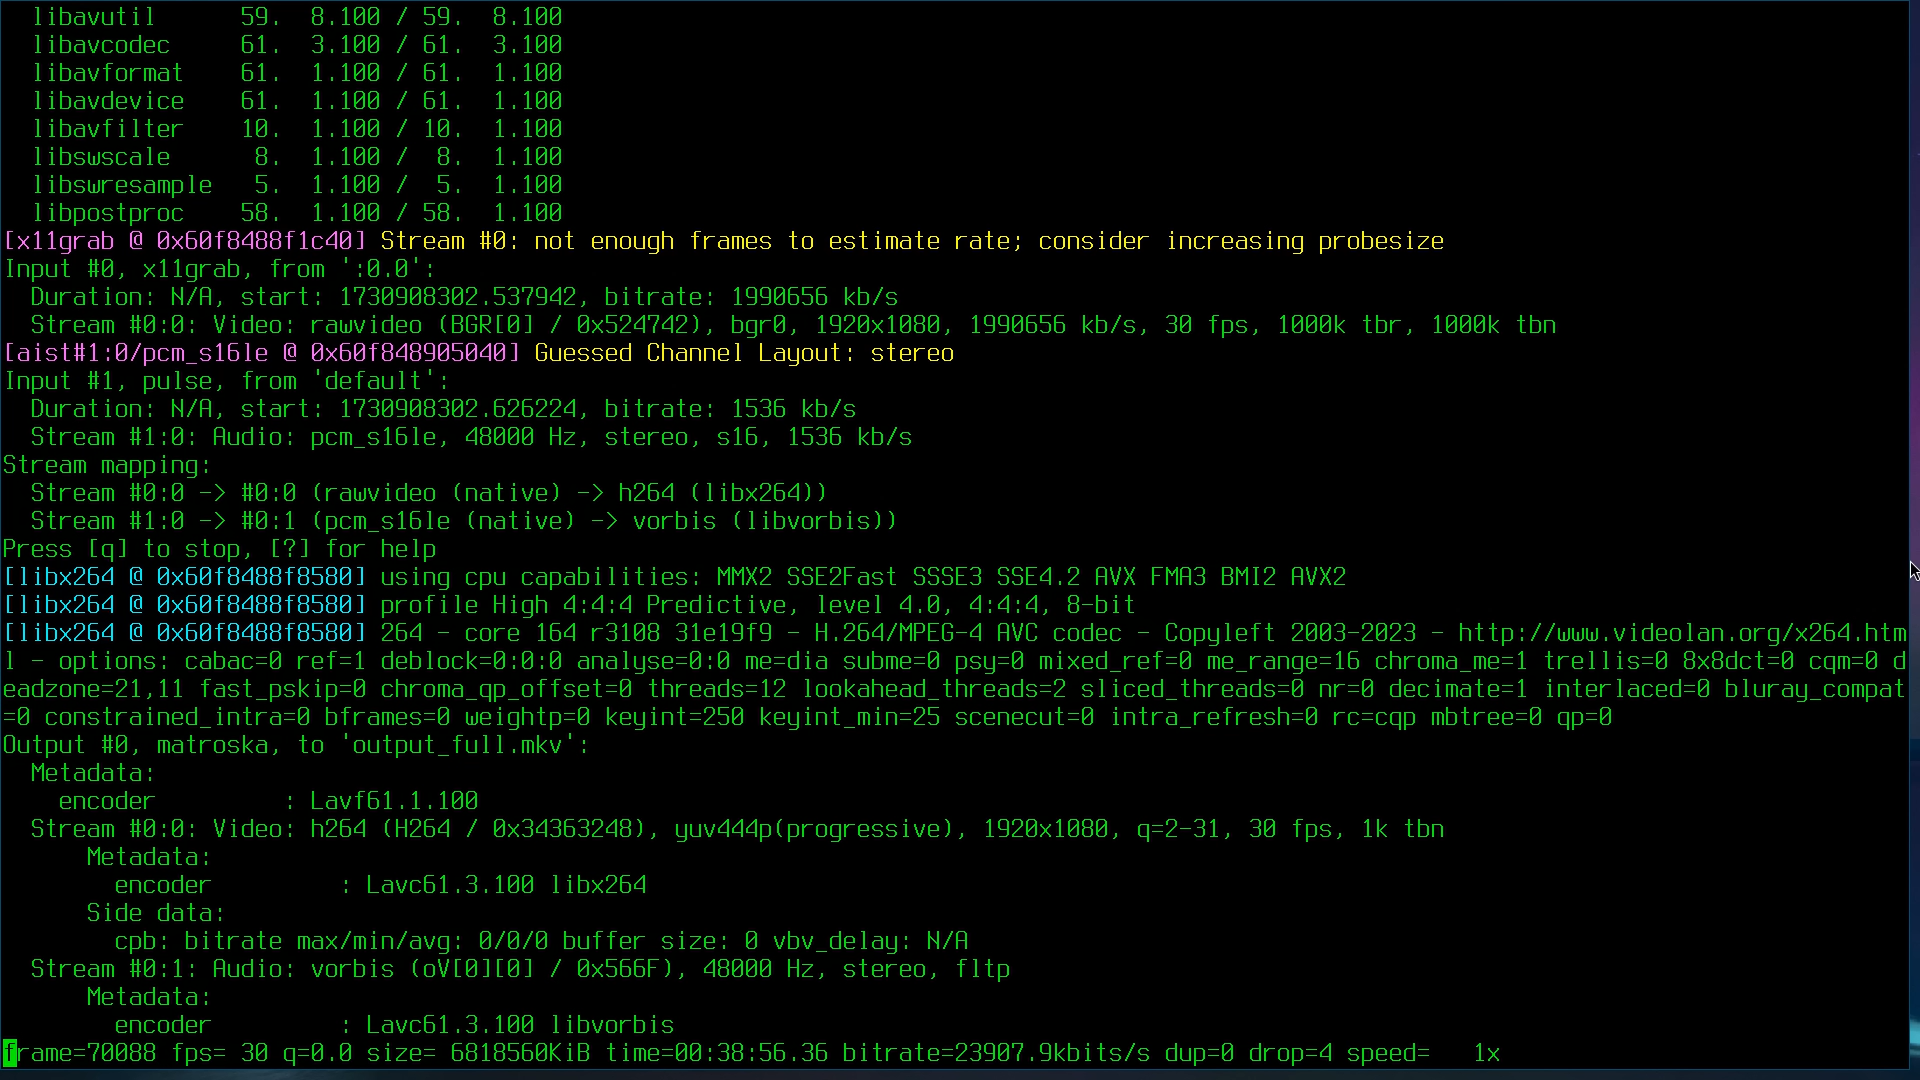 libavutil      59.  8.100 / 59.  8.100
libavcodec     61.  3.100 / 61.  3.100
libavformat    61.  1.100 / 61.  1.100
libavdevice    61.  1.100 / 61.  1.100
libavfilter    10.  1.100 / 10.  1.100
libswscale      8.  1.100 /  8.  1.100
libswresample   5.  1.100 /  5.  1.100
libpostproc    58.  1.100 / 58.  1.100
[x11grab @ 0x60f8488f1c40] Stream #0: not enough frames to estimate rate; consider increasing probesize
Input #0, x11grab, from ':0.0':
Duration: N/A, start: 1730908302.537942, bitrate: 1990656 kb/s
Stream #0:0: Video: rawvideo (BGR[0] / 0x524742), bgr0, 1920x1080, 1990656 kb/s, 30 fps, 1000k tbr, 1000k tbn
[aist#1:0/pcm_s16le @ 0x60f848905040] Guessed Channel Layout: stereo
Input #1, pulse, from 'default':
Duration: N/A, start: 1730908302.626224, bitrate: 1536 kb/s
Stream #1:0: Audio: pcm_s16le, 48000 Hz, stereo, s16, 1536 kb/s
Stream mapping:
Stream #0:0 -> #0:0 (rawvideo (native) -> h264 (libx264))
Stream #1:0 -> #0:1 (pcm_s16le (native) -> vorbis (libvorbis))
Press [q] to stop, [?] for help
[libx264 @ 0x60f8488f8580] using cpu capabilities: MMX2 SSE2Fast SSSE3 SSE4.2 AVX FMA3 BMI2 AVX2
[libx264 @ 0x60f8488f8580] profile High 4:4:4 Predictive, level 4.0, 4:4:4, 8-bit
[libx264 @ 0x60f8488f8580] 264 - core 164 r3108 31e19f9 - H.264/MPEG-4 AVC codec - Copyleft 2003-2023 - http://www.videolan.org/x264.htm
l - options: cabac=0 ref=1 deblock=0:0:0 analyse=0:0 me=dia subme=0 psy=0 mixed_ref=0 me_range=16 chroma_me=1 trellis=0 8x8dct=0 cqm=0 d
eadzone=21,11 fast_pskip=0 chroma_qp_offset=0 threads=12 lookahead_threads=2 sliced_threads=0 nr=0 decimate=1 interlaced=0 bluray_compat
=0 constrained_intra=0 bframes=0 weightp=0 keyint=250 keyint_min=25 scenecut=0 intra_refresh=0 rc=cqp mbtree=0 qp=0
Output #0, matroska, to 'output_full.mkv':
Metadata:
encoder         : Lavf61.1.100
Stream #0:0: Video: h264 (H264 / 0x34363248), yuv444p(progressive), 1920x1080, q=2-31, 30 fps, 1k tbn
Metadata:
encoder         : Lavc61.3.100 libx264
Side data:
cpb: bitrate max/min/avg: 0/0/0 buffer size: 0 vbv_delay: N/A
Stream #0:1: Audio: vorbis (oV[0][0] / 0x566F), 48000 Hz, stereo, fltp
Metadata:
encoder         : Lavc61.3.100 libvorbis
frame=70088 fps= 30 q=0.0 size= 6818560KiB time=00:38:56.36 bitrate=23907.9kbits/s dup=0 drop=4 speed=   1x